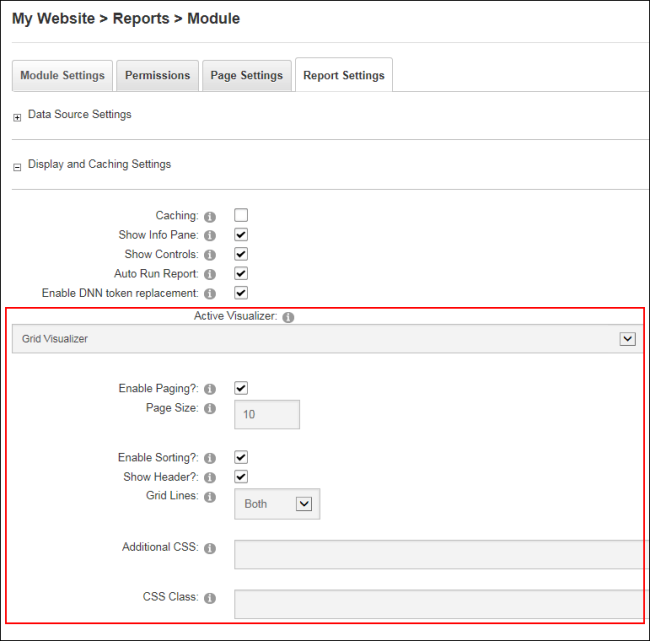 My Website > Reports > Module
Module Settings Permissions Page Settings Report Settings
Data Source Settings
Display and Caching Settings
Caching:
Show Info Pane:
Show Controls:
Auto Run Report:
Enable DNN token replacement:
Active Visualizer:
Grid Visualizer
Enable Paging?:
Page Size: 10
Enable Sorting?:
Show Header?:
Grid Lines: Both
Additional CSS:
CSS Class: